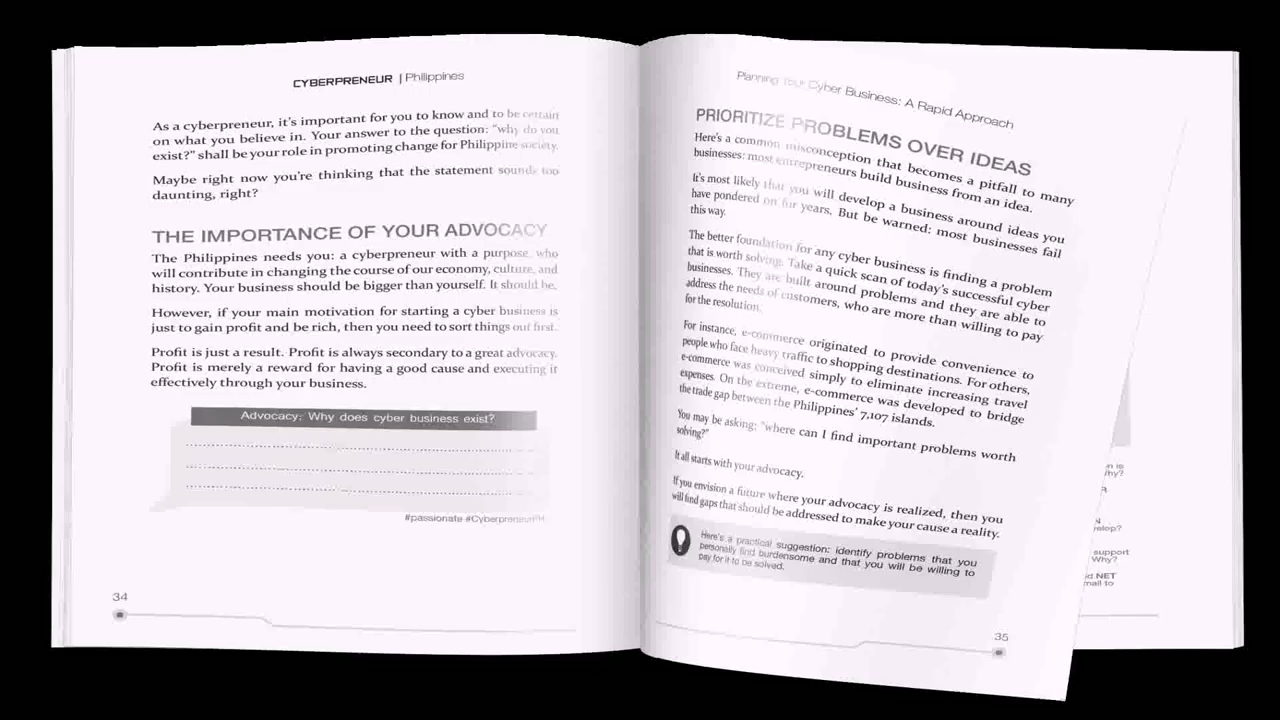 CYBERPRENEUR | Philippines
As a cyberpreneur, it's important for you to know and to be certain
on what you believe in. Your answer to the question: "why do you
exist?" shall be your role in promoting change for Philippine society.
Maybe right now you're thinking that the statement sounds too
daunting, right?
THE IMPORTANCE OF YOUR ADVOCACY
The Philippines needs you: a cyberpreneur with a purpose, who
will contribute in changing the course of our economy, culture, and
history. Your business should be bigger than yourself. It should be.
However, if your main motivation for starting a cyber business is
just to gain profit and be rich, then you need to sort things out first.
Profit is just a result. Profit is always secondary to a great advocacy.
Profit is merely a reward for having a good cause and executing it
effectively through your business.
Advocacy: Why does cyber business exist?
#passionate #CyberpreneurPH
34
Planning Your Cyber Business: A Rapid Approach
PRIORITIZE PROBLEMS OVER IDEAS
Here's a common misconception that becomes a pitfall to many
businesses: most entrepreneurs build business from an idea.
It's most likely that you will develop a business around ideas you
have pondered on for years. But be warned: most businesses fail
this way.
The better foundation for any cyber business is finding a problem
that is worth solving. Take a quick scan of today's successful cyber
businesses. They are built around problems and they are able to
address the needs of customers, who are more than willing to pay
for the resolution.
For instance, e-commerce originated to provide convenience to
people who face heavy traffic to shopping destinations. For others,
e-commerce was conceived simply to eliminate increasing travel
expenses. On the extreme, e-commerce was developed to bridge
the trade gap between the Philippines' 7,107 islands.
You may be asking: "where can I find important problems worth
solving?"
It all starts with your advocacy.
If you envision a future where your advocacy is realized, then you
will find gaps that should be addressed to make your cause a reality.
Here's a practical suggestion: identify problems that you
personally find burdensome and that you will be willing to
pay for it to be solved.
35
support
Why?
NET